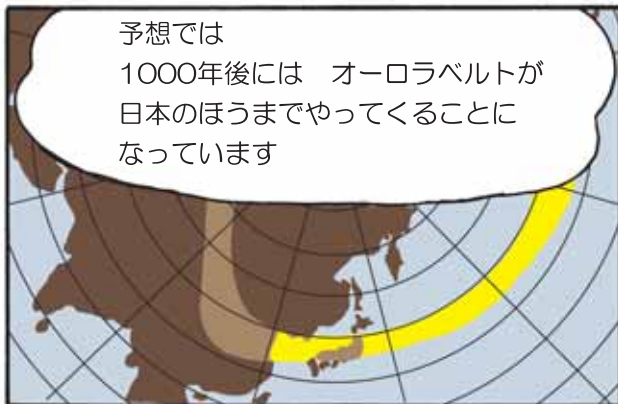 予想では
1000年後には　オーロラベルトが
日本のほうまでやってくることに
なっています